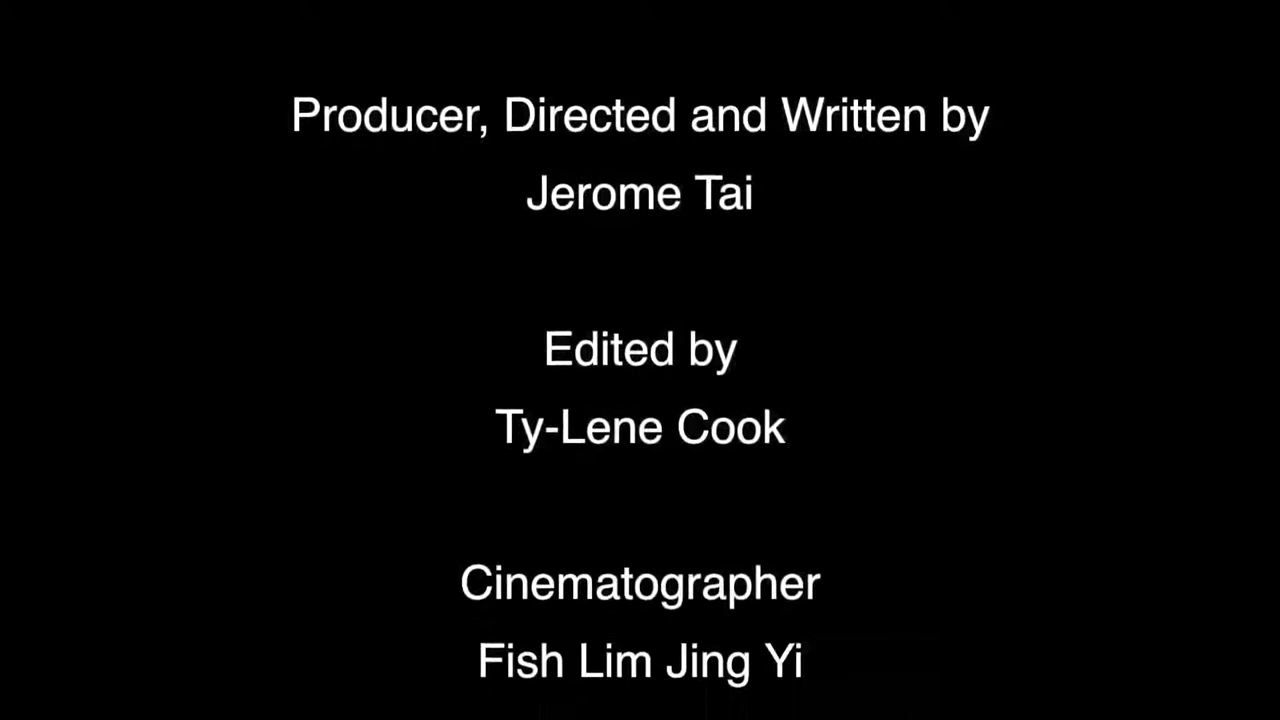 Producer, Directed and Written by
Jerome Tai
Edited by
Ty-Lene Cook
Cinematographer
Fish Lim Jing Yi